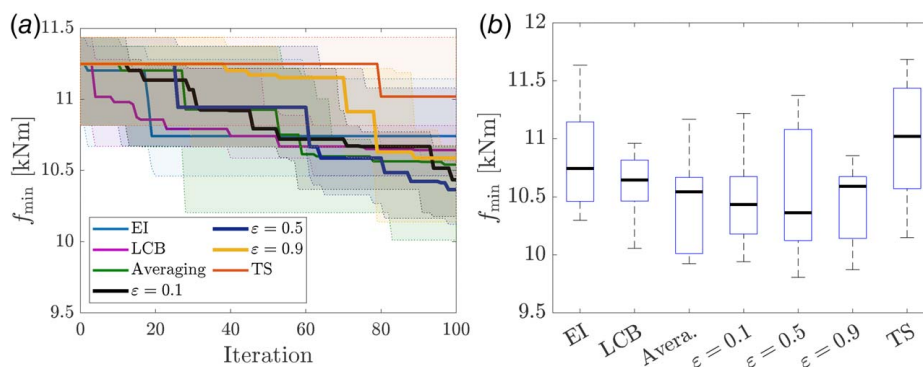 (a)
11.5
11
10.5
10
9.5
f_min [kNm]
0 20 40 60 80 100
Iteration
EI
LCB
Averaging
ε = 0.1
ε = 0.5
ε = 0.9
TS
(b)
12
11.5
11
10.5
10
9.5
f_min [kNm]
EI LCB Avera. ε = 0.1 ε = 0.5 ε = 0.9 TS